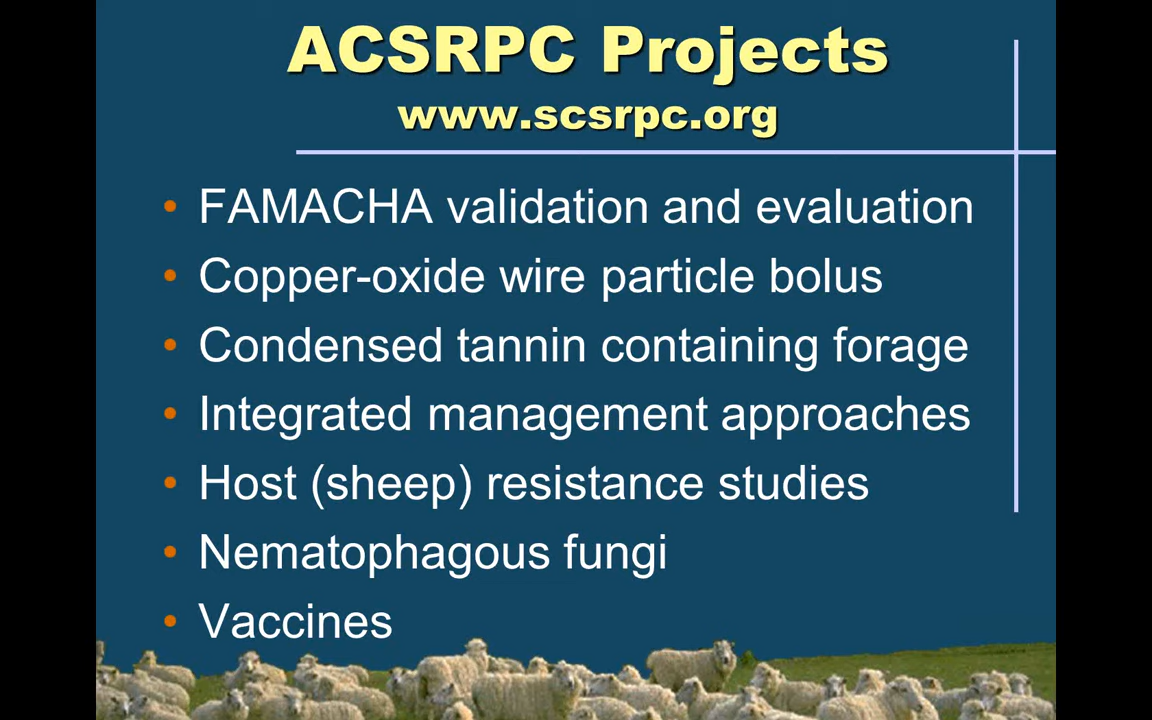 ACSRPC Projects
www.scsrpc.org
• FAMACHA validation and evaluation
• Copper-oxide wire particle bolus
• Condensed tannin containing forage
• Integrated management approaches
• Host (sheep) resistance studies
• Nematophagous fungi
• Vaccines